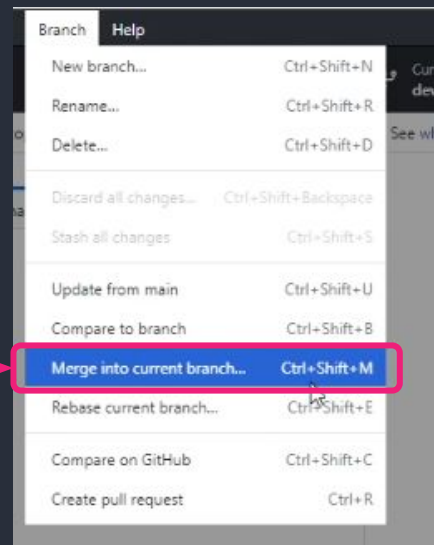 Branch Help
New branch... Ctrl+Shift+N
Rename... Ctrl+Shift+R
Delete... Ctrl+Shift+D
See
Discard all changes... Ctrl+Shift+Backspace
Stash all changes Ctrl+Shift+S
Update from main Ctrl+Shift+U
Compare to branch Ctrl+Shift+B
Merge into current branch... Ctrl+Shift+M
Rebase current branch... Ctrl+Shift+E
Compare on GitHub Ctrl+Shift+C
Create pull request Ctrl+R